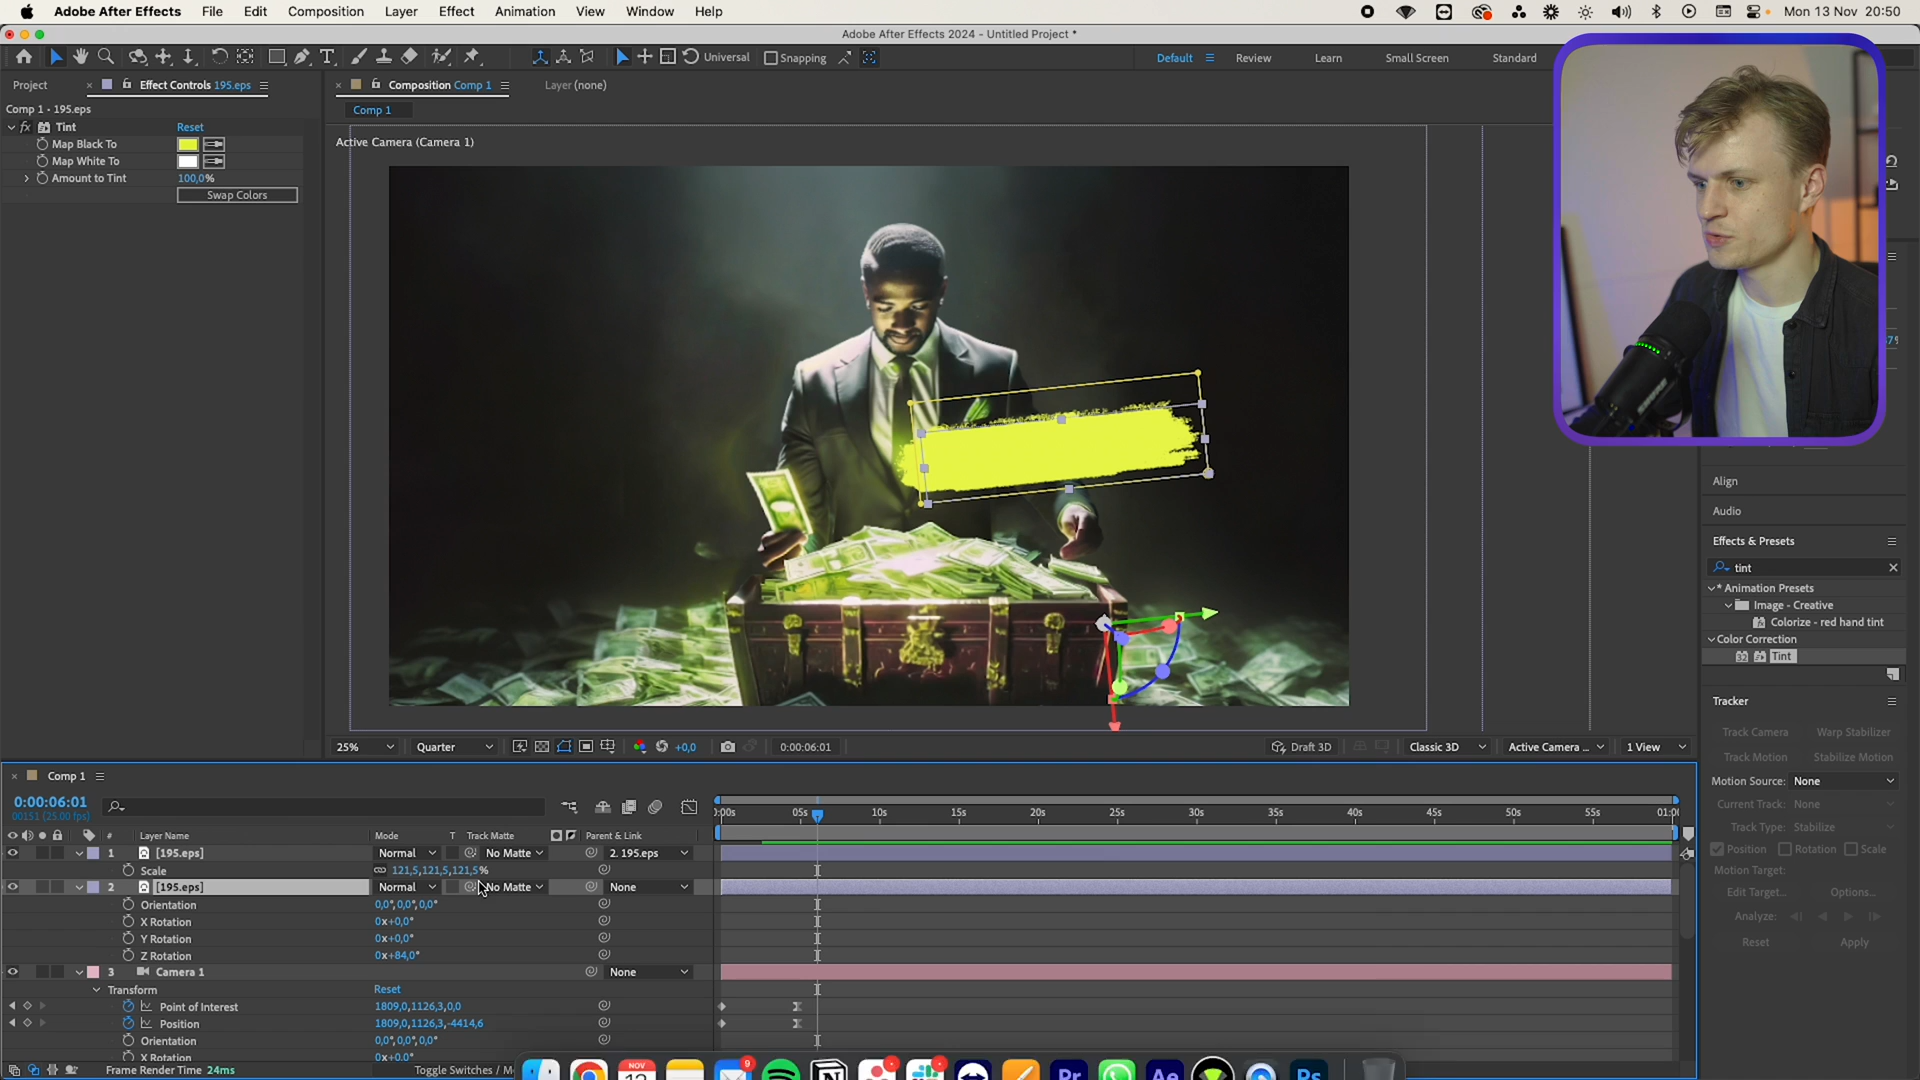 Adobe After Effects File Edit Composition Layer Effect Animation View Window Help Mon 13 Nov 20:50
Adobe After Effects 2024 - Untitled Project *
Universal Snapping Default Review Learn Small Screen Standard
Project Effect Controls 195.eps Composition Comp 1 Layer (none)
Comp 1 • 195.eps
Comp 1
fx Tint Reset
Active Camera (Camera 1)
Map Black To
Map White To
Amount to Tint 100,0%
Swap Colors
Align
Audio
Effects & Presets
tint
* Animation Presets
Image - Creative
Colorize - red hand tint
Color Correction
32 Tint
Tracker
Track Camera Warp Stabilizer
25% Quarter +0,0 0:00:06:01 Draft 3D Classic 3D Active Camera ... 1 View
Track Motion Stabilize Motion
Motion Source: None
Comp 1
0:00:06:01
00151 (25.00 fps)
Current Track: None
):00s 05s 10s 15s 20s 25s 30s 35s 40s 45s 50s 55s 01:0
Track Type: Stabilize
# Layer Name Mode T Track Matte Parent & Link
Position Rotation Scale
1 [195.eps] Normal No Matte 2. 195.eps
Scale 121,5,121,5,121,5%
Motion Target:
2 [195.eps] Normal No Matte None
Edit Target... Options...
Orientation 0,0°,0,0°,0,0°
Analyze:
X Rotation 0x+0,0°
Y Rotation 0x+0,0°
Reset Apply
Z Rotation 0x+84,0°
3 Camera 1 None
Transform Reset
Point of Interest 1809,0,1126,3,0,0
Position 1809,0,1126,3,-4414,6
Orientation 0,0°,0,0°,0,0°
X Rotation 0x+0,0°
Frame Render Time 24ms Toggle Switches / M
NOV 9 Pr Ae Ps